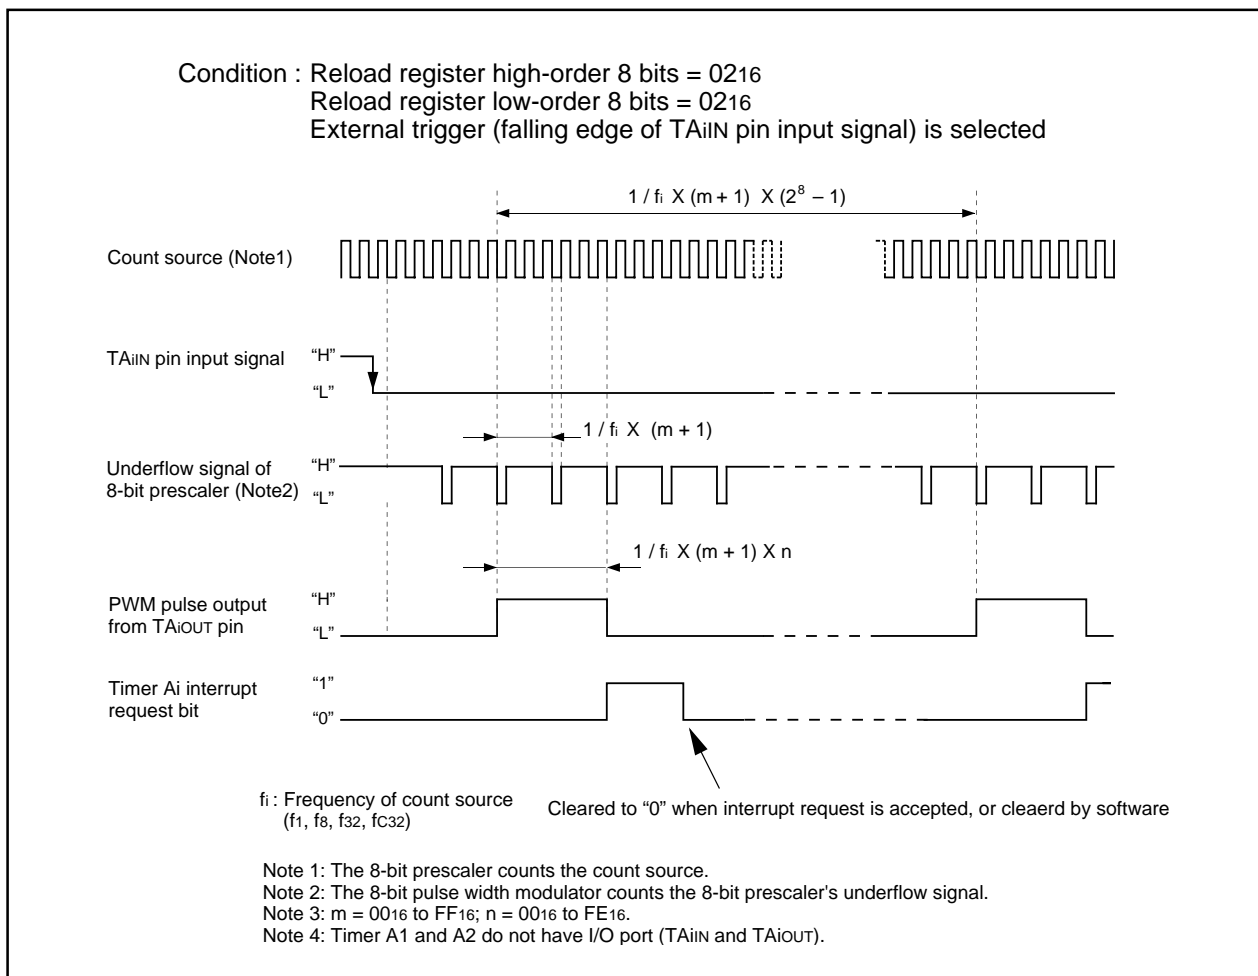 Condition : Reload register high-order 8 bits = 0216
Reload register low-order 8 bits = 0216
External trigger (falling edge of TAiIN pin input signal) is selected
1 / fi X (m + 1) X (2⁸ – 1)
Count source (Note1)
TAiIN pin input signal
“H”
“L”
1 / fi X (m + 1)
Underflow signal of
8-bit prescaler (Note2)
“H”
“L”
1 / fi X (m + 1) X n
PWM pulse output
from TAiOUT pin
“H”
“L”
Timer Ai interrupt
request bit
“1”
“0”
fi : Frequency of count source
(f1, f8, f32, fC32)
Cleared to “0” when interrupt request is accepted, or cleaerd by software
Note 1: The 8-bit prescaler counts the count source.
Note 2: The 8-bit pulse width modulator counts the 8-bit prescaler's underflow signal.
Note 3: m = 0016 to FF16; n = 0016 to FE16.
Note 4: Timer A1 and A2 do not have I/O port (TAiIN and TAiOUT).